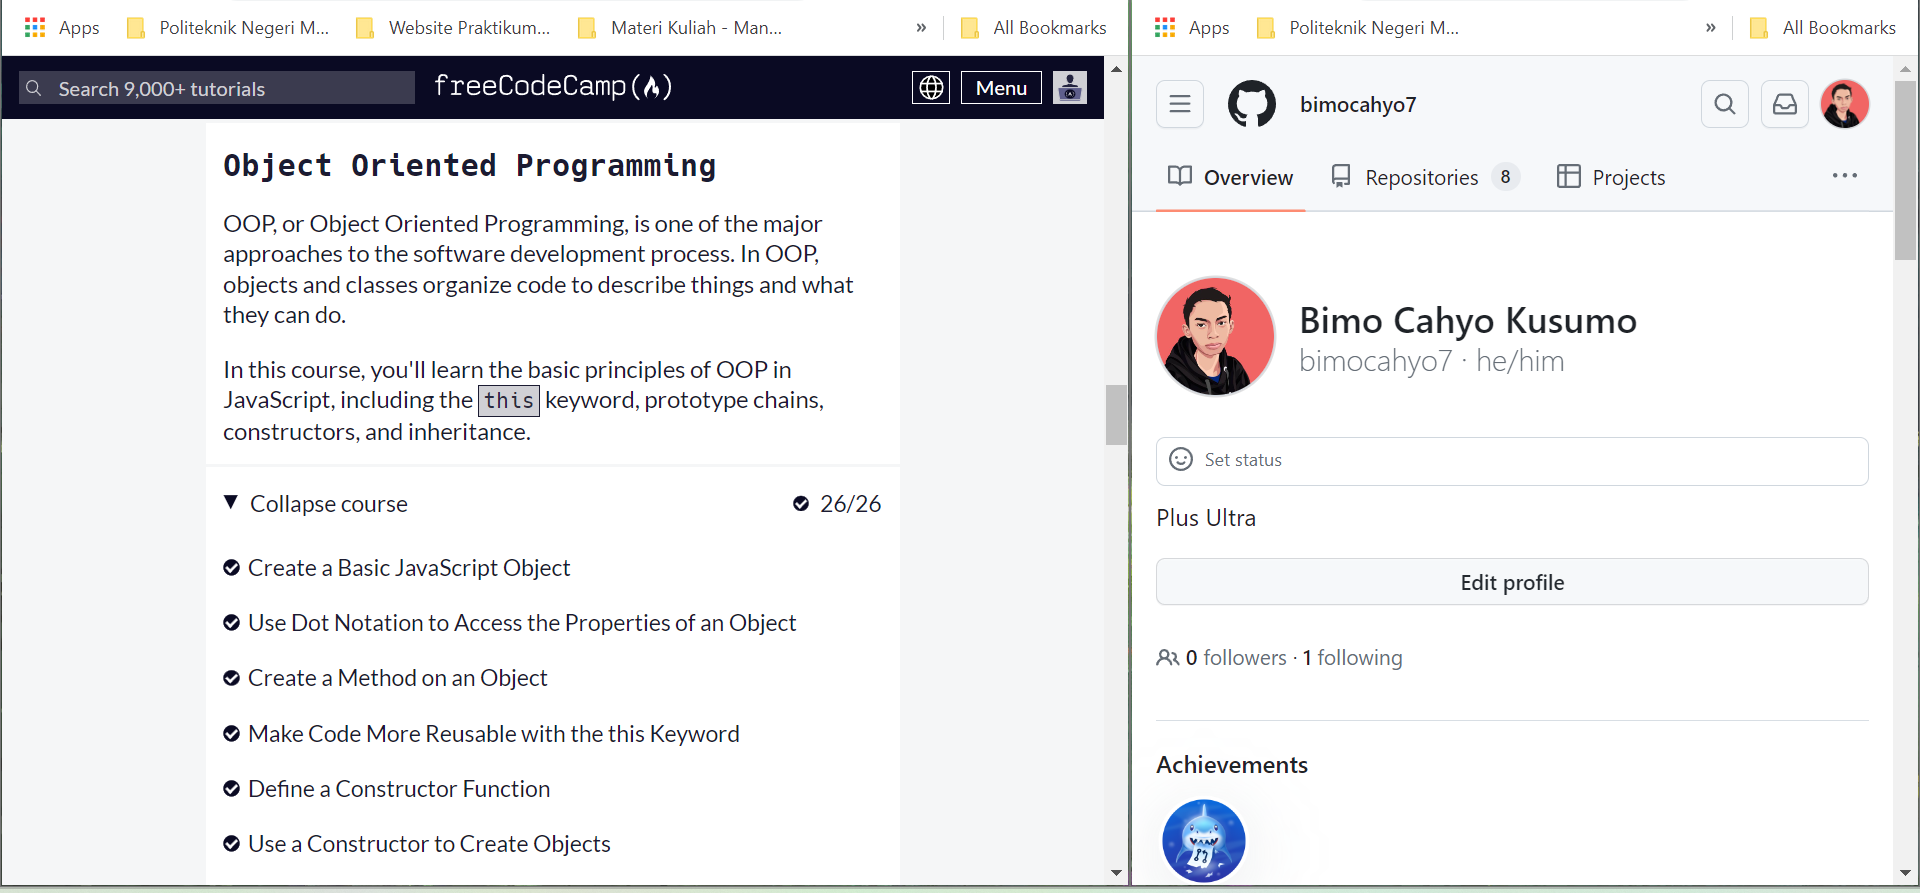 Apps
Politeknik Negeri M...
Website Praktikum...
Materi Kuliah - Man...
»
All Bookmarks
Search 9,000+ tutorials
freeCodeCamp(🔥)
Menu
Object Oriented Programming
OOP, or Object Oriented Programming, is one of the major
approaches to the software development process. In OOP,
objects and classes organize code to describe things and what
they can do.
In this course, you'll learn the basic principles of OOP in
JavaScript, including the this keyword, prototype chains,
constructors, and inheritance.
Collapse course
26/26
Create a Basic JavaScript Object
Use Dot Notation to Access the Properties of an Object
Create a Method on an Object
Make Code More Reusable with the this Keyword
Define a Constructor Function
Use a Constructor to Create Objects
Apps
Politeknik Negeri M...
»
All Bookmarks
bimocahyo7
Overview
Repositories 8
Projects
...
Bimo Cahyo Kusumo
bimocahyo7 · he/him
Set status
Plus Ultra
Edit profile
0 followers · 1 following
Achievements